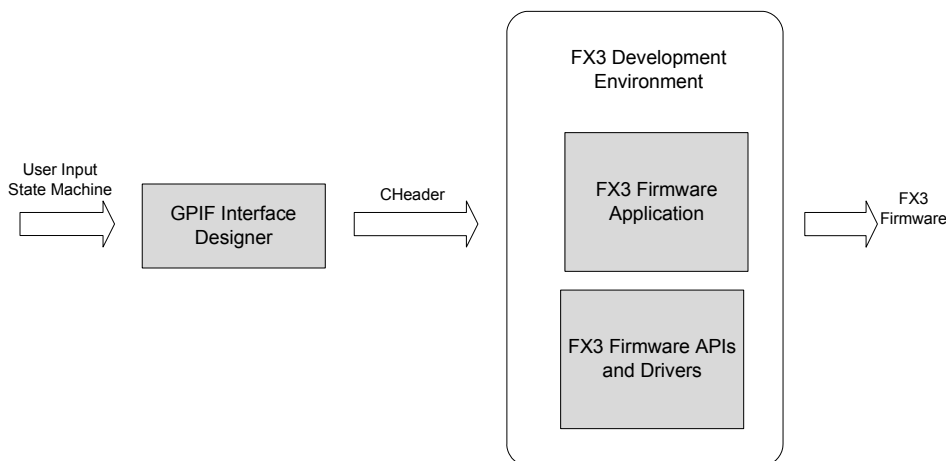 User Input
State Machine
GPIF Interface
Designer
CHeader
FX3 Development
Environment
FX3 Firmware
Application
FX3 Firmware APIs
and Drivers
FX3
Firmware